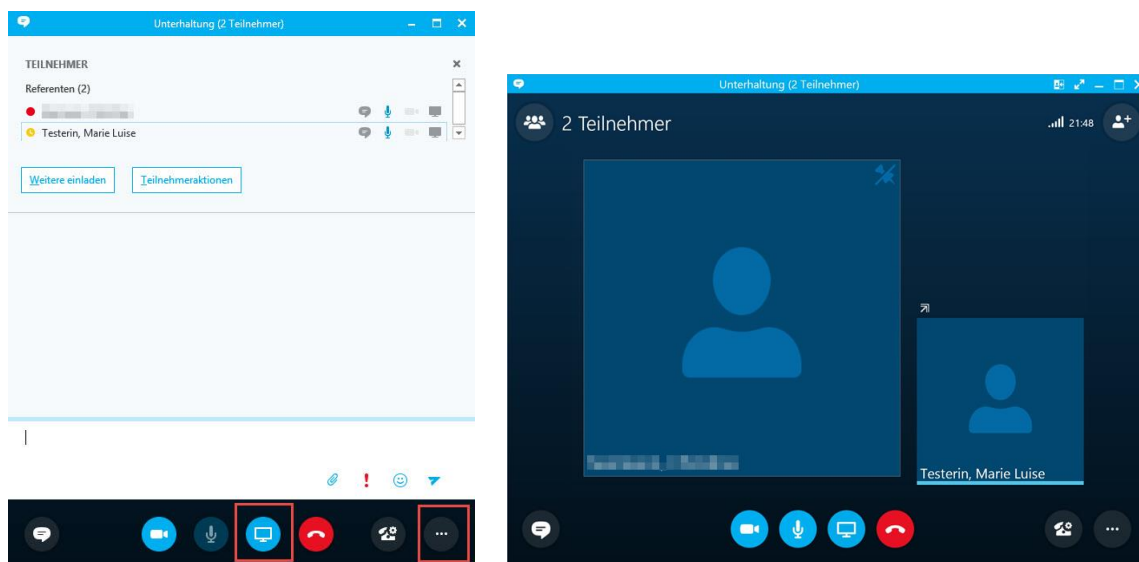 Unterhaltung (2 Teilnehmer)
TEILNEHMER
Referenten (2)
Testerin, Marie Luise
Weitere einladen
Teilnehmeraktionen
Unterhaltung (2 Teilnehmer)
2 Teilnehmer
21:48
Testerin, Marie Luise